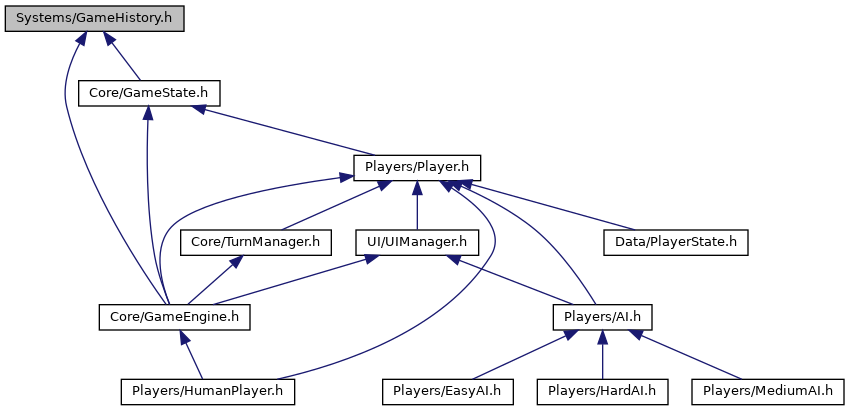 Systems/GameHistory.h
Core/GameState.h
Players/Player.h
Core/TurnManager.h
UI/UIManager.h
Data/PlayerState.h
Core/GameEngine.h
Players/AI.h
Players/HumanPlayer.h
Players/EasyAI.h
Players/HardAI.h
Players/MediumAI.h